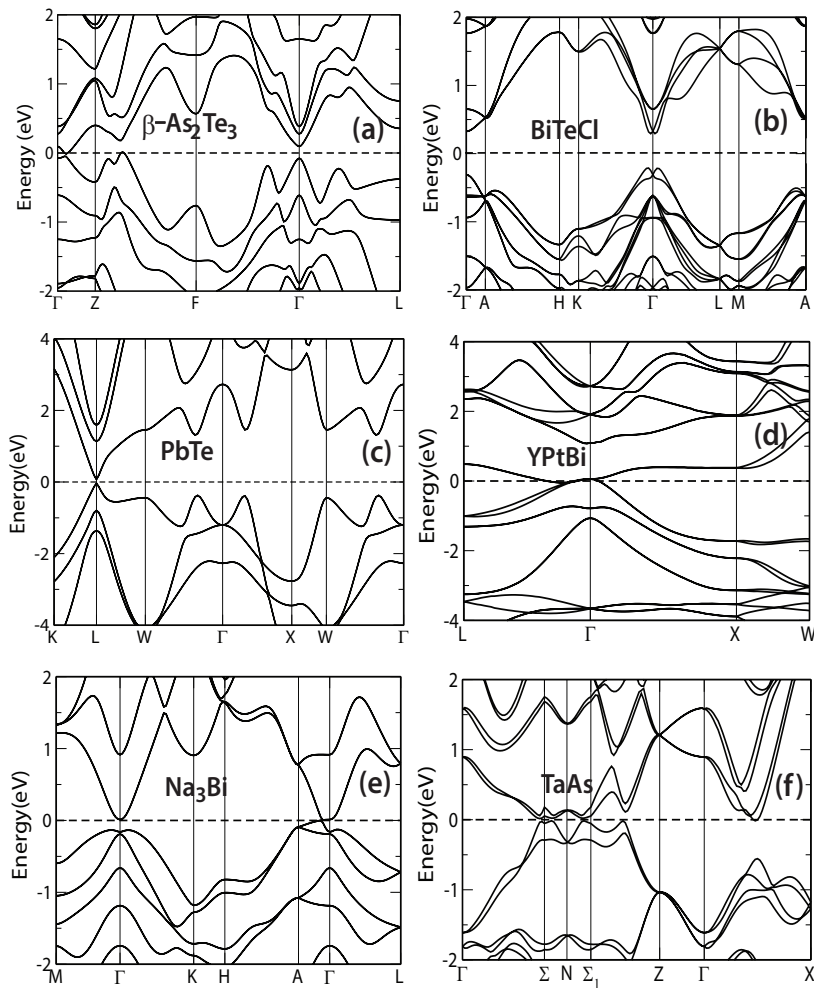 2
1
0
-1
-2
Energy (eV)
β−As₂Te₃
(a)
Γ Z F Γ L
2
1
0
-1
-2
Energy(eV)
BiTeCl
(b)
Γ A H K Γ L M A
4
2
0
-2
-4
Energy(eV)
PbTe
(c)
K L W Γ X W Γ
4
2
0
-2
-4
Energy(eV)
YPtBi
(d)
L Γ X W
2
1
0
-1
-2
Energy(eV)
Na₃Bi
(e)
M Γ K H A Γ L
2
1
0
-1
-2
Energy(eV)
TaAs
(f)
Γ Σ N Σ₁ Z Γ X